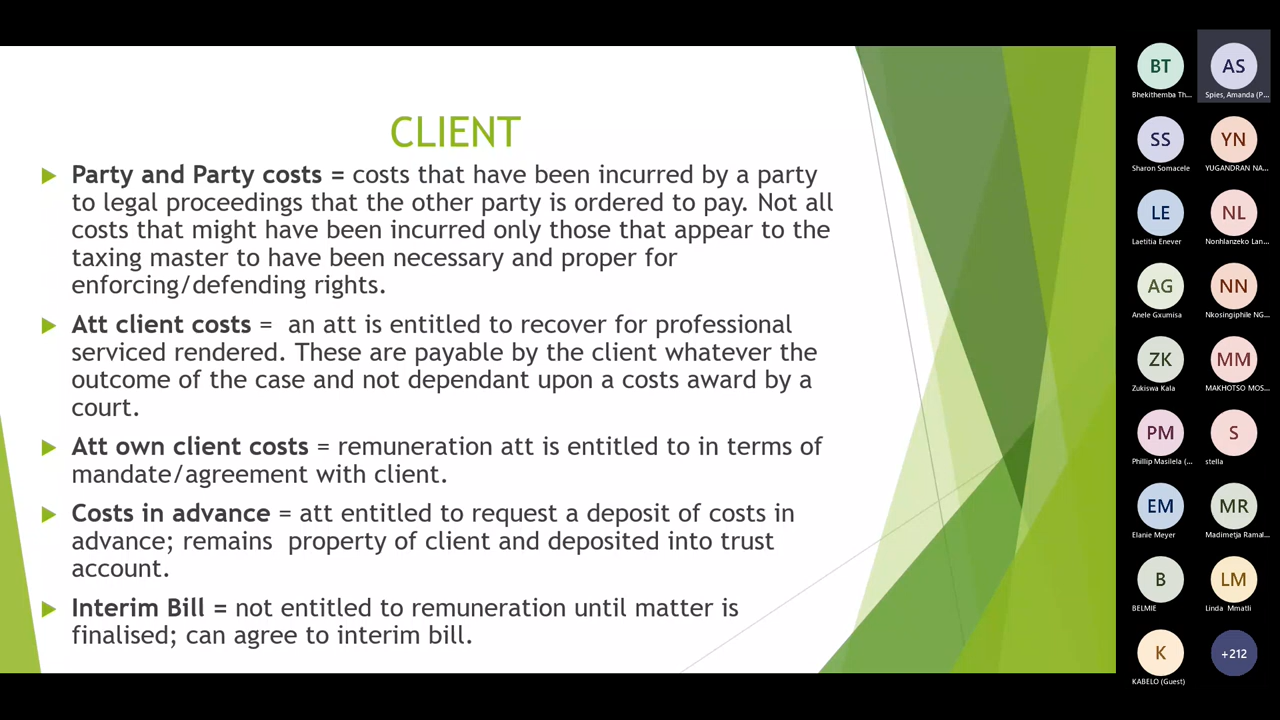 CLIENT
Party and Party costs = costs that have been incurred by a party
to legal proceedings that the other party is ordered to pay. Not all
costs that might have been incurred only those that appear to the
taxing master to have been necessary and proper for
enforcing/defending rights.
Att client costs = an att is entitled to recover for professional
serviced rendered. These are payable by the client whatever the
outcome of the case and not dependant upon a costs award by a
court.
Att own client costs = remuneration att is entitled to in terms of
mandate/agreement with client.
Costs in advance = att entitled to request a deposit of costs in
advance; remains property of client and deposited into trust
account.
Interim Bill = not entitled to remuneration until matter is
finalised; can agree to interim bill.
BT
Bhekithemba Th...
AS
Spies, Amanda (P...
SS
Sharon Somacele
YN
YUGANDRAN NA...
LE
Laetitia Enever
NL
Nonhlanzeko Lan...
AG
Anele Gxumisa
NN
Nkosingiphile NG...
ZK
Zukiswa Kala
MM
MAKHOTSO MOS...
PM
Phillip Masilela (...
S
stella
EM
Elanie Meyer
MR
Madimetja Ramal...
B
BELMIE
LM
Linda Mmatli
K
KABELO (Guest)
+212